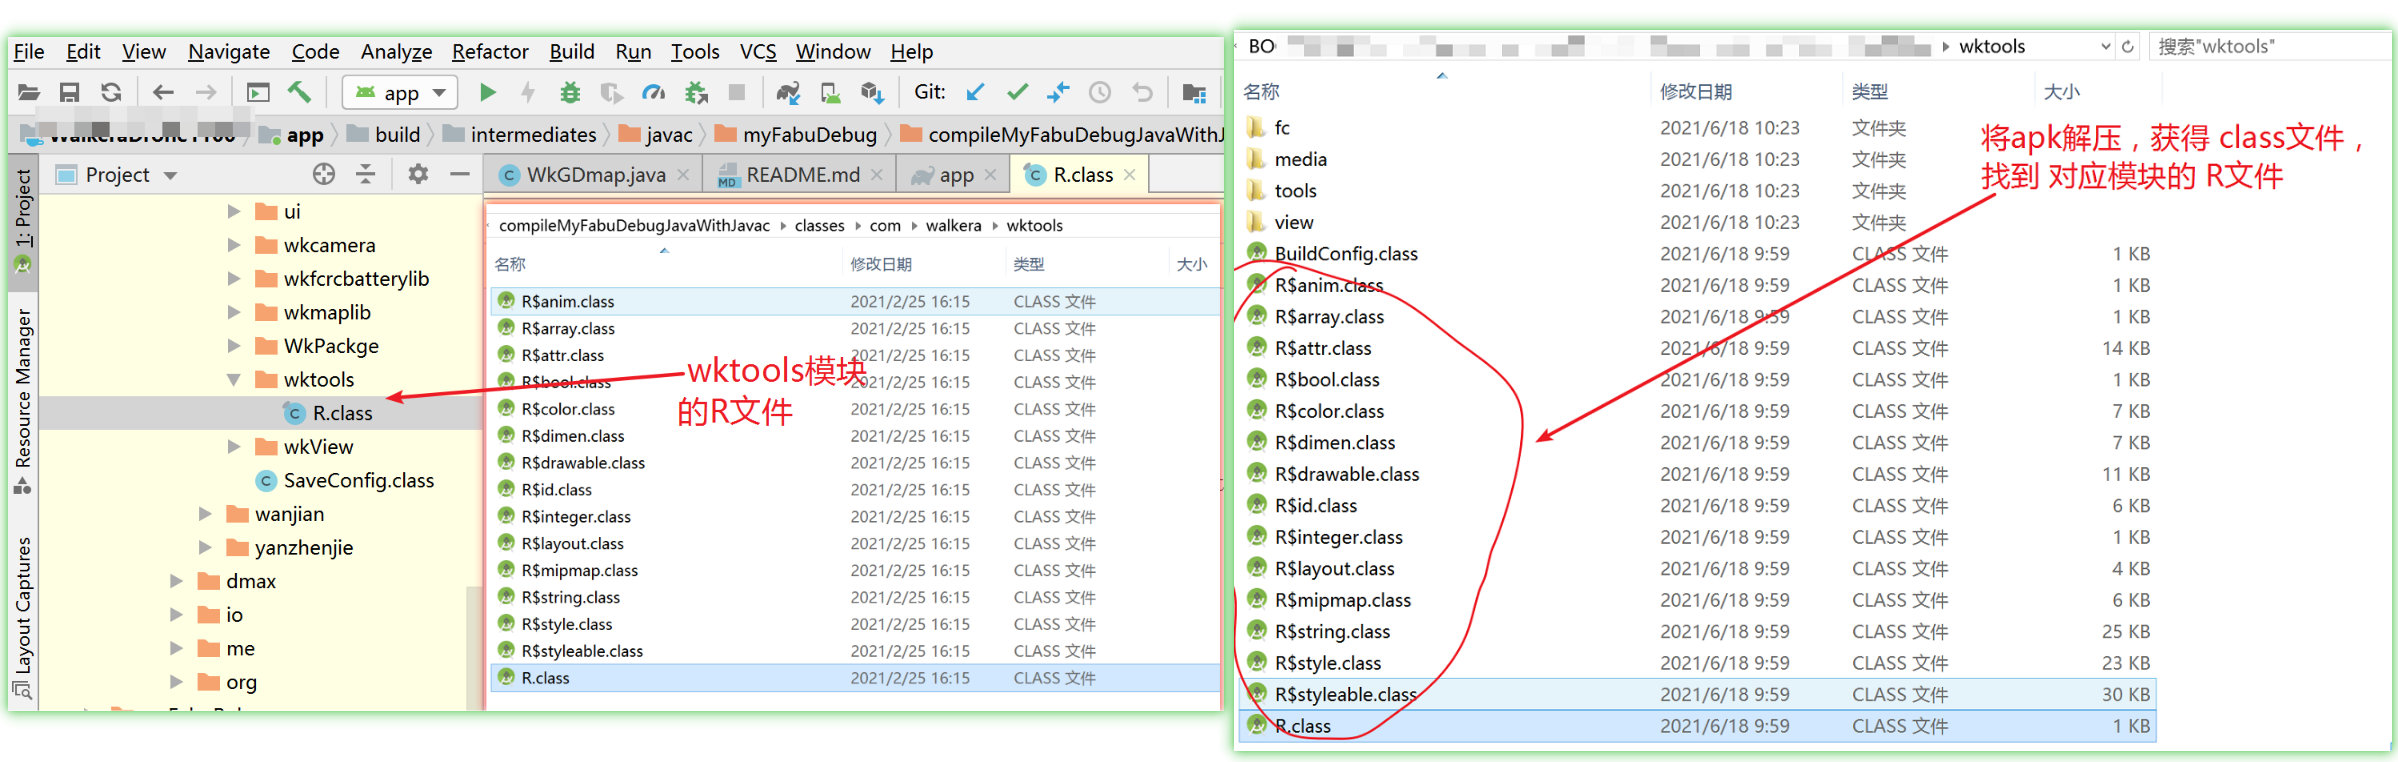 File Edit View Navigate Code Analyze Refactor Build Run Tools VCS Window Help
app Git:
app build intermediates javac myFabuDebug compileMyFabuDebugJavaWithJ
Project WkGDmap.java README.md app R.class
1: Project
Resource Manager
Layout Captures
ui
wkcamera
wkfcrcbatterylib
wkmaplib
WkPackge
wktools
R.class
wkView
SaveConfig.class
wanjian
yanzhenjie
dmax
io
me
org
compileMyFabuDebugJavaWithJavac classes com walkera wktools
名称 修改日期 类型 大小
R$anim.class 2021/2/25 16:15 CLASS 文件
R$array.class 2021/2/25 16:15 CLASS 文件
R$attr.class 2021/2/25 16:15 CLASS 文件
R$bool.class 2021/2/25 16:15 CLASS 文件
R$color.class 2021/2/25 16:15 CLASS 文件
R$dimen.class 2021/2/25 16:15 CLASS 文件
R$drawable.class 2021/2/25 16:15 CLASS 文件
R$id.class 2021/2/25 16:15 CLASS 文件
R$integer.class 2021/2/25 16:15 CLASS 文件
R$layout.class 2021/2/25 16:15 CLASS 文件
R$mipmap.class 2021/2/25 16:15 CLASS 文件
R$string.class 2021/2/25 16:15 CLASS 文件
R$style.class 2021/2/25 16:15 CLASS 文件
R$styleable.class 2021/2/25 16:15 CLASS 文件
R.class 2021/2/25 16:15 CLASS 文件
wktools模块
的R文件
BO wktools 搜索"wktools"
名称 修改日期 类型 大小
fc 2021/6/18 10:23 文件夹
media 2021/6/18 10:23 文件夹
tools 2021/6/18 10:23 文件夹
view 2021/6/18 10:23 文件夹
BuildConfig.class 2021/6/18 9:59 CLASS 文件 1 KB
R$anim.class 2021/6/18 9:59 CLASS 文件 1 KB
R$array.class 2021/6/18 9:59 CLASS 文件 1 KB
R$attr.class 2021/6/18 9:59 CLASS 文件 14 KB
R$bool.class 2021/6/18 9:59 CLASS 文件 1 KB
R$color.class 2021/6/18 9:59 CLASS 文件 7 KB
R$dimen.class 2021/6/18 9:59 CLASS 文件 7 KB
R$drawable.class 2021/6/18 9:59 CLASS 文件 11 KB
R$id.class 2021/6/18 9:59 CLASS 文件 6 KB
R$integer.class 2021/6/18 9:59 CLASS 文件 1 KB
R$layout.class 2021/6/18 9:59 CLASS 文件 4 KB
R$mipmap.class 2021/6/18 9:59 CLASS 文件 6 KB
R$string.class 2021/6/18 9:59 CLASS 文件 25 KB
R$style.class 2021/6/18 9:59 CLASS 文件 23 KB
R$styleable.class 2021/6/18 9:59 CLASS 文件 30 KB
R.class 2021/6/18 9:59 CLASS 文件 1 KB
将apk解压，获得 class文件，
找到 对应模块的 R文件